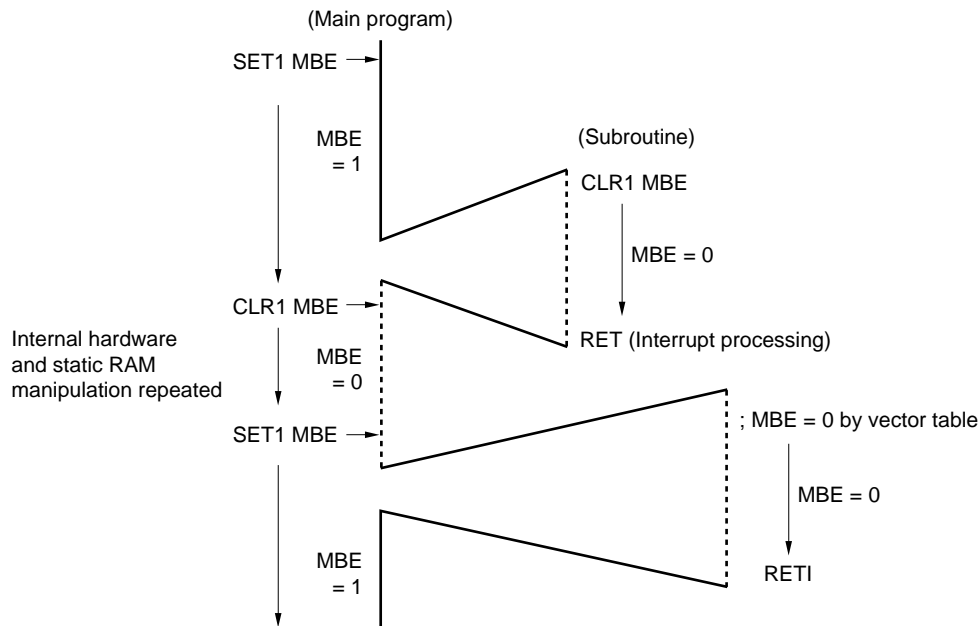 (Main program)
SET1 MBE
MBE
= 1
(Subroutine)
CLR1 MBE
MBE = 0
CLR1 MBE
RET (Interrupt processing)
Internal hardware
and static RAM
manipulation repeated
MBE
= 0
SET1 MBE
; MBE = 0 by vector table
MBE = 0
MBE
= 1
RETI